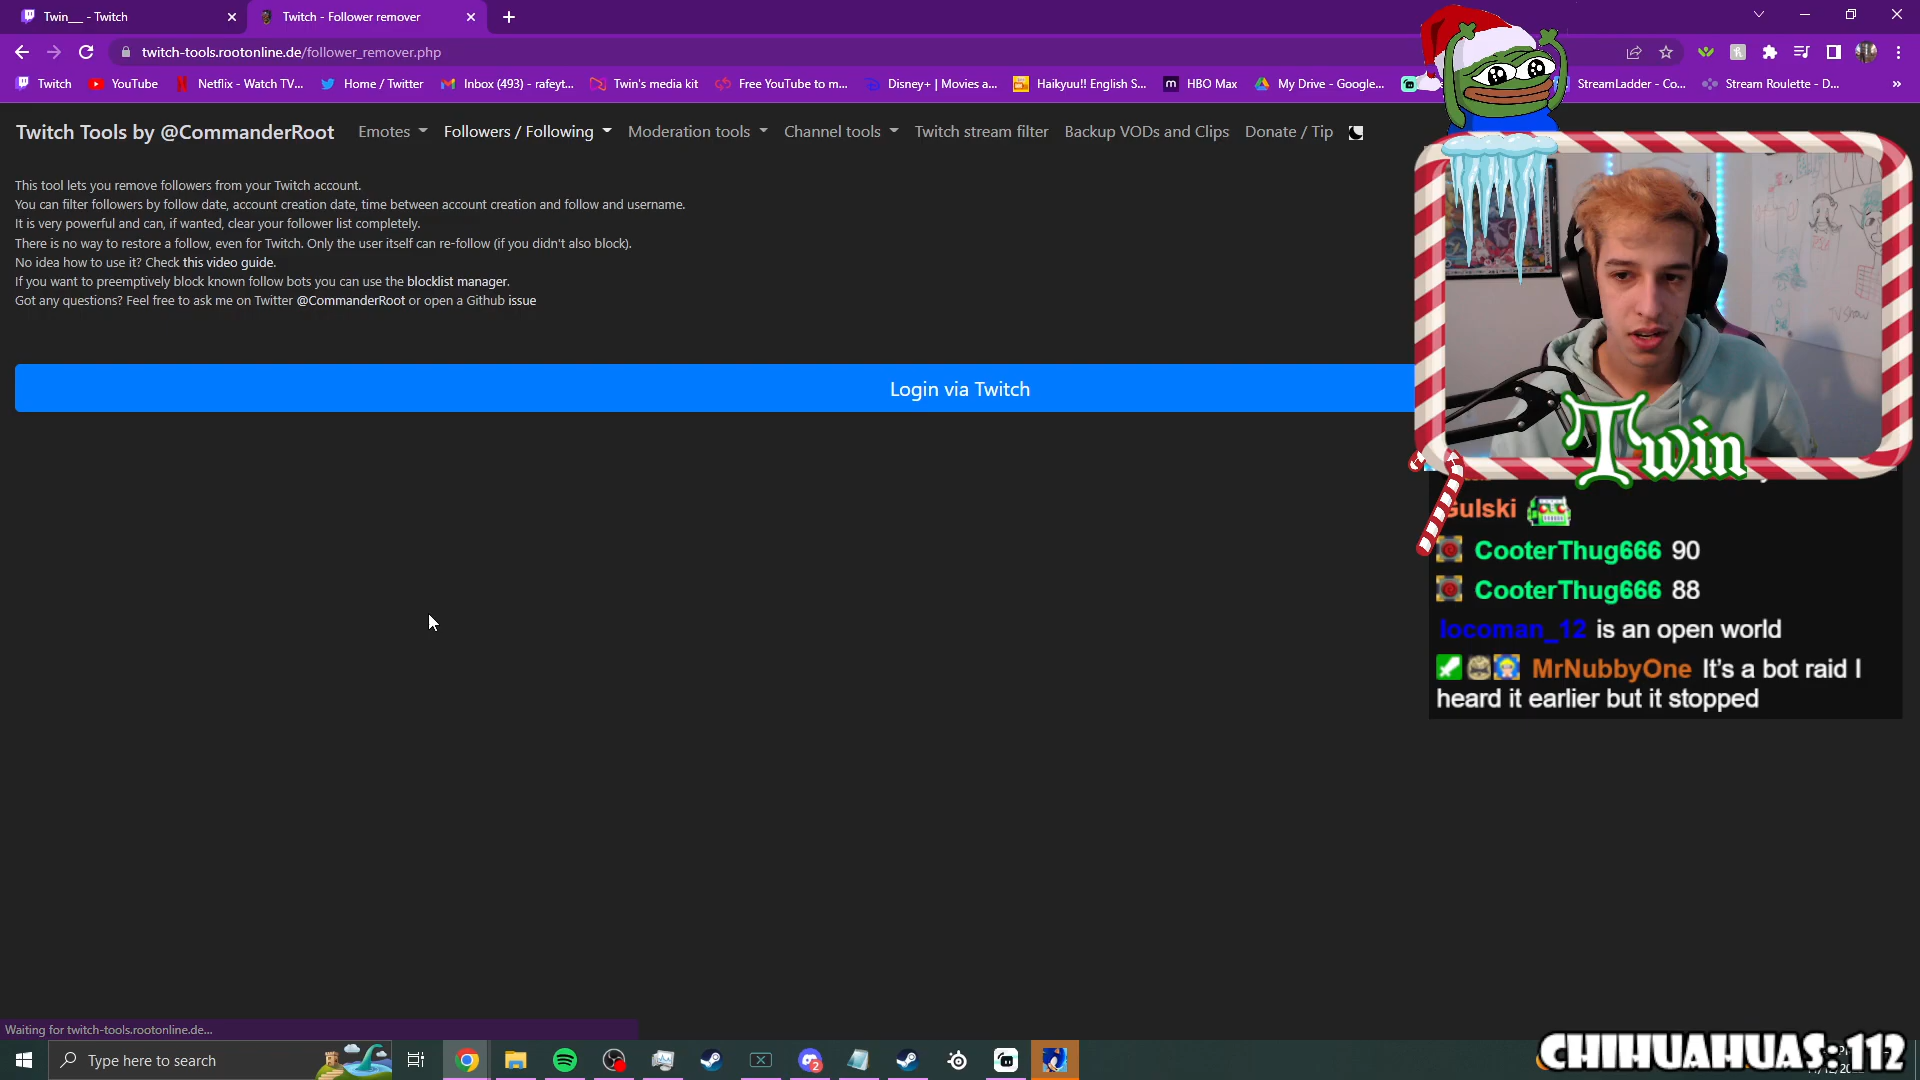 Twin__ - Twitch
Twitch - Follower remover
twitch-tools.rootonline.de/follower_remover.php
Twitch
YouTube
Netflix - Watch TV...
Home / Twitter
Inbox (493) - rafeyt...
Twin's media kit
Free YouTube to m...
Disney+ | Movies a...
Haikyuu!! English S...
HBO Max
My Drive - Google...
StreamLadder - Co...
Stream Roulette - D...
Twitch Tools by @CommanderRoot
Emotes
Followers / Following
Moderation tools
Channel tools
Twitch stream filter
Backup VODs and Clips
Donate / Tip
This tool lets you remove followers from your Twitch account.
You can filter followers by follow date, account creation date, time between account creation and follow and username.
It is very powerful and can, if wanted, clear your follower list completely.
There is no way to restore a follow, even for Twitch. Only the user itself can re-follow (if you didn't also block).
No idea how to use it? Check this video guide.
If you want to preemptively block known follow bots you can use the blocklist manager.
Got any questions? Feel free to ask me on Twitter @CommanderRoot or open a Github issue
Login via Twitch
Twin
Gulski
CooterThug666 90
CooterThug666 88
locoman_12 is an open world
MrNubbyOne It's a bot raid I
heard it earlier but it stopped
Waiting for twitch-tools.rootonline.de...
Type here to search
2
CHIHUAHUAS:112